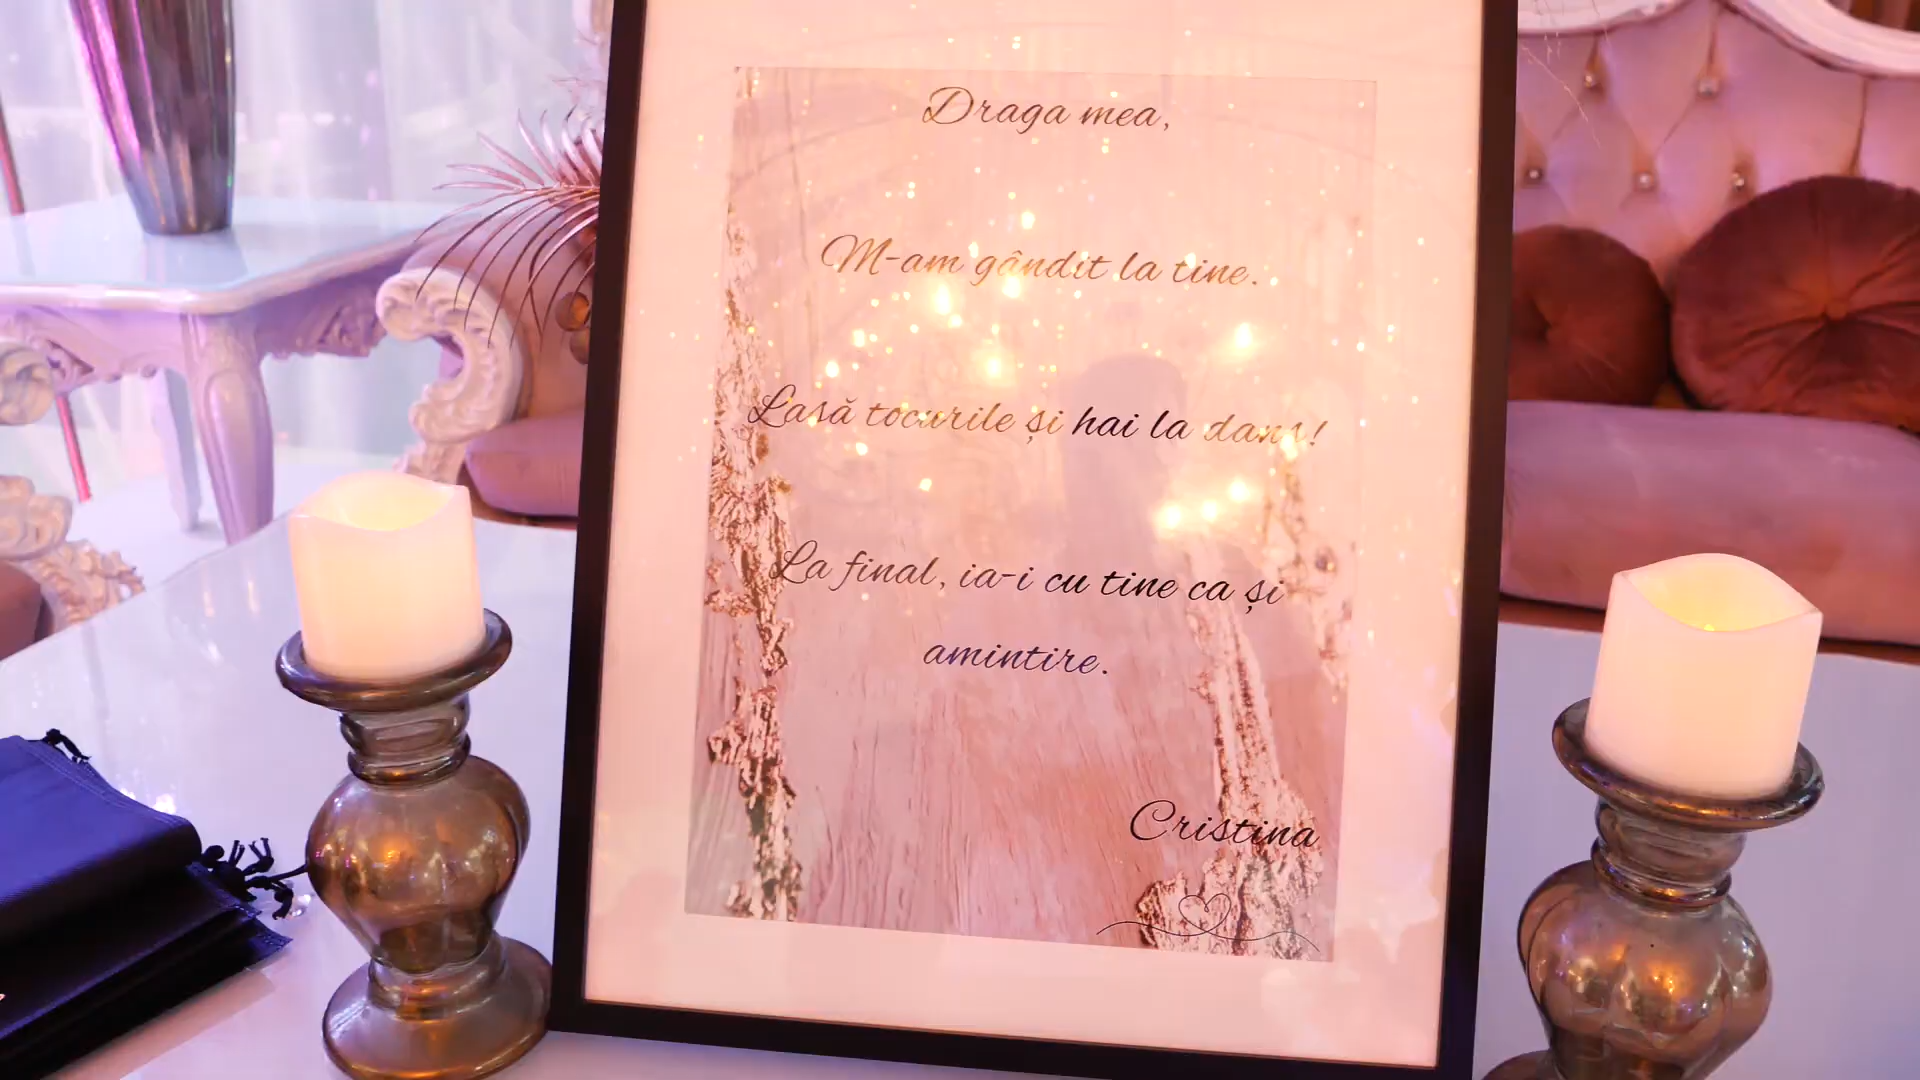 Draga mea,
M-am gândit la tine.
Lasă tocurile și hai la dans!
La final, ia-i cu tine ca și
amintire.
Cristina